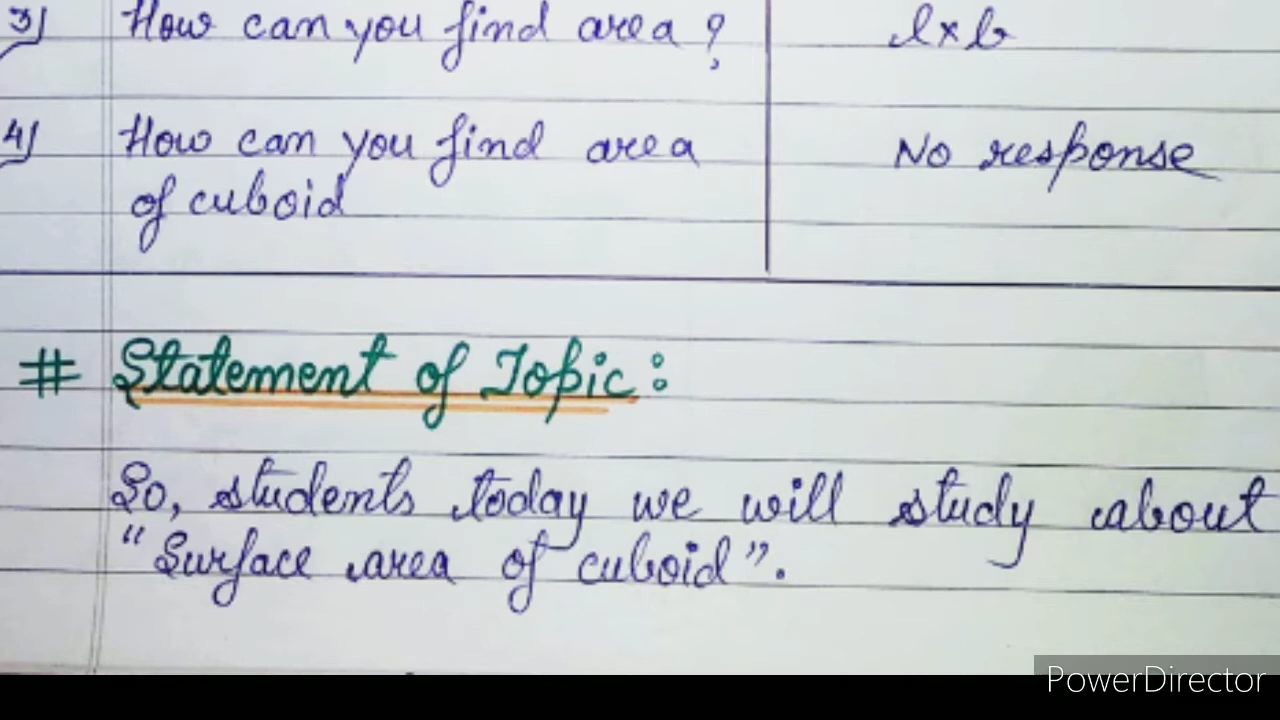 3) How can you find area ? l×b
4) How can you find area No response
of cuboid
# Statement of Topic :
So, students today we will study about
“Surface area of cuboid”.
PowerDirector